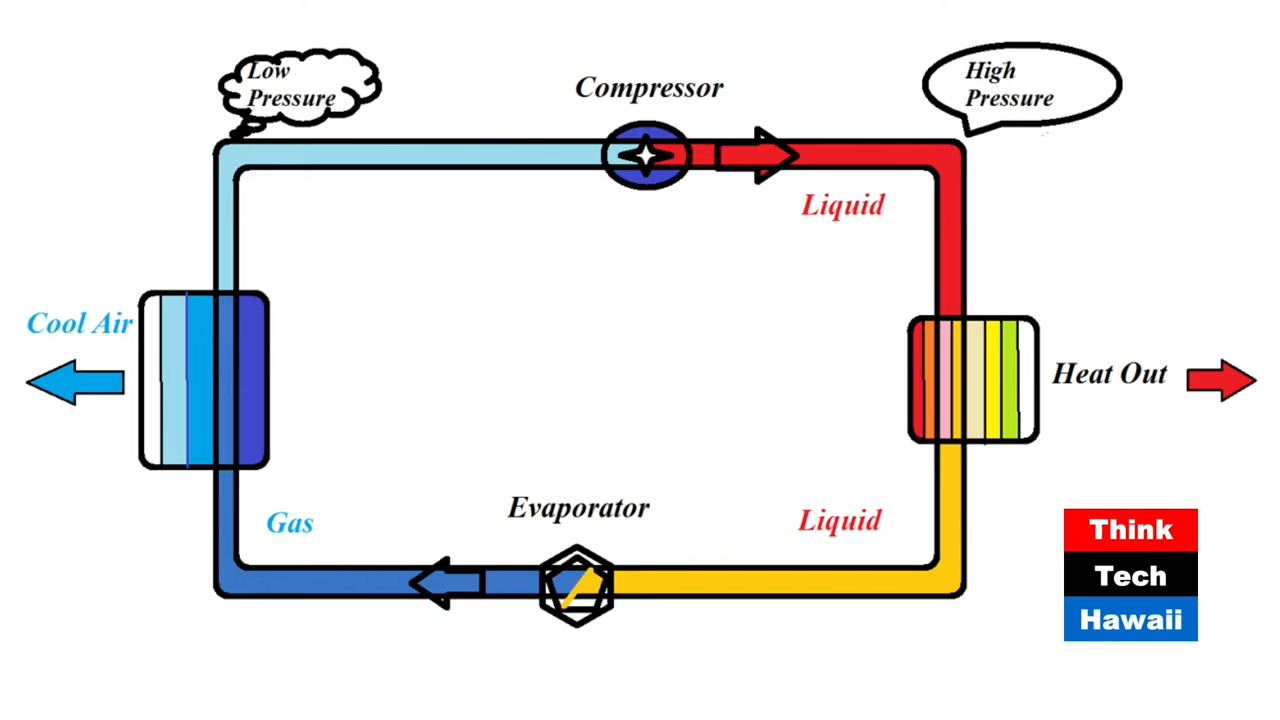 Low
Pressure
Compressor
High
Pressure
Liquid
Cool Air
Heat Out
Evaporator
Gas
Liquid
Think
Tech
Hawaii